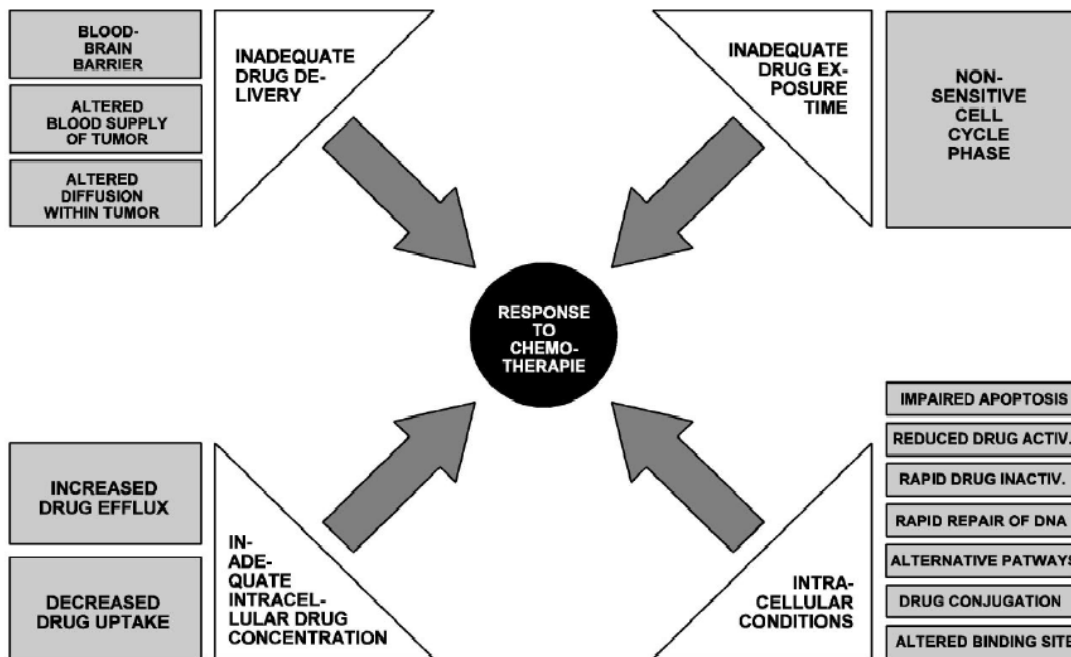 BLOOD-
BRAIN
BARRIER
ALTERED
BLOOD SUPPLY
OF TUMOR
ALTERED
DIFFUSION
WITHIN TUMOR
INADEQUATE
DRUG DE-
LIVERY
INADEQUATE
DRUG EX-
POSURE
TIME
NON-
SENSITIVE
CELL
CYCLE
PHASE
RESPONSE
TO
CHEMO-
THERAPIE
INCREASED
DRUG EFFLUX
DECREASED
DRUG UPTAKE
IN-
ADE-
QUATE
INTRACEL-
LULAR DRUG
CONCENTRATION
INTRA-
CELLULAR
CONDITIONS
IMPAIRED APOPTOSIS
REDUCED DRUG ACTIV.
RAPID DRUG INACTIV.
RAPID REPAIR OF DNA
ALTERNATIVE PATWAYS
DRUG CONJUGATION
ALTERED BINDING SITE